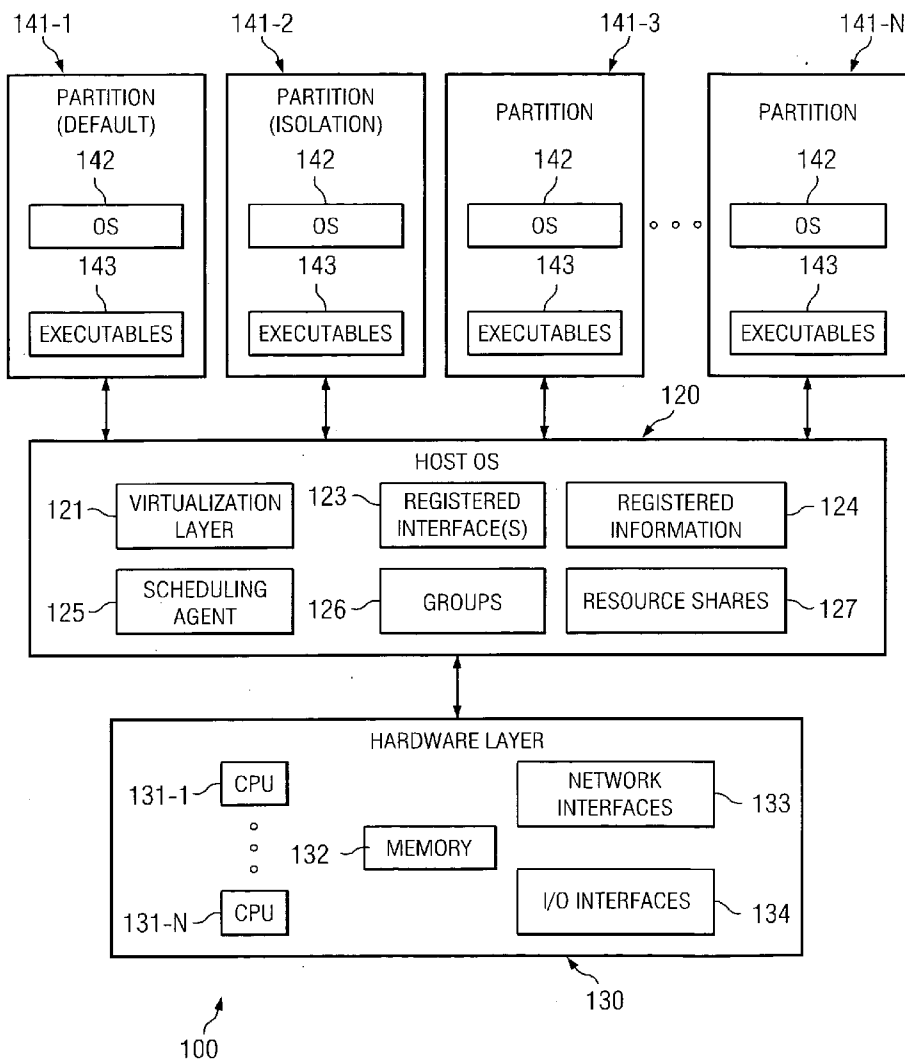 141-1
141-2
141-3
141-N
PARTITION
(DEFAULT)
142
OS
143
EXECUTABLES
PARTITION
(ISOLATION)
142
OS
143
EXECUTABLES
PARTITION
142
OS
143
EXECUTABLES
PARTITION
142
OS
143
EXECUTABLES
120
HOST OS
121
VIRTUALIZATION
LAYER
123
REGISTERED
INTERFACE(S)
REGISTERED
INFORMATION
124
125
SCHEDULING
AGENT
126
GROUPS
RESOURCE SHARES
127
HARDWARE LAYER
131-1
CPU
132
MEMORY
NETWORK
INTERFACES
133
131-N
CPU
I/O INTERFACES
134
130
100